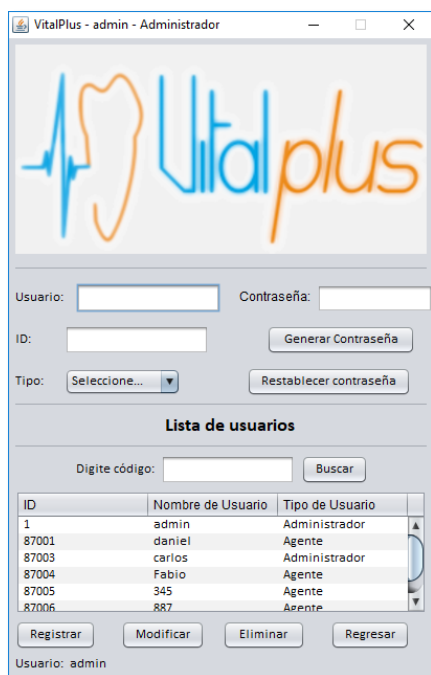 VitalPlus - admin - Administrador
Vital plus
Usuario: Contraseña:
ID: Generar Contraseña
Tipo: Seleccione... Restablecer contraseña
Lista de usuarios
Digite código: Buscar
ID Nombre de Usuario Tipo de Usuario
1 admin Administrador
87001 daniel Agente
87003 carlos Administrador
87004 Fabio Agente
87005 345 Agente
87006 887 Agente
Registrar Modificar Eliminar Regresar
Usuario: admin